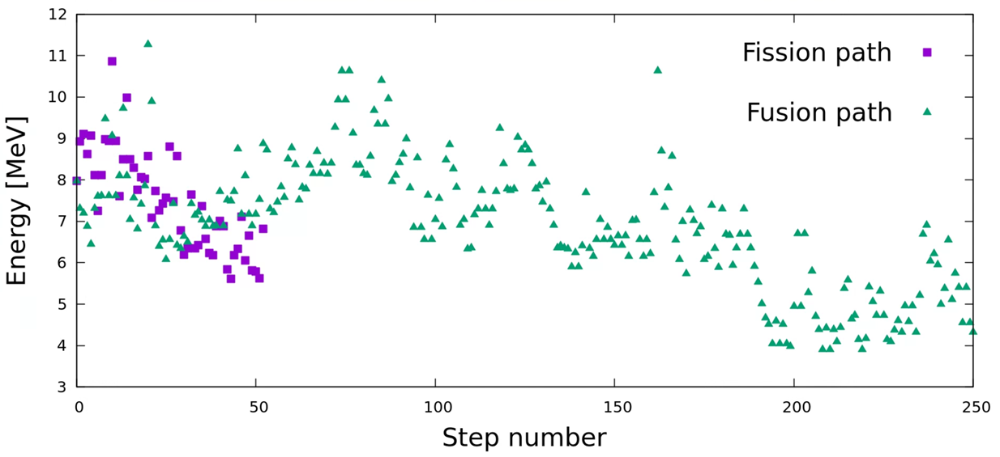 12
11
10
9
8
7
6
5
4
3
Energy [MeV]
Fission path
Fusion path
0 50 100 150 200 250
Step number